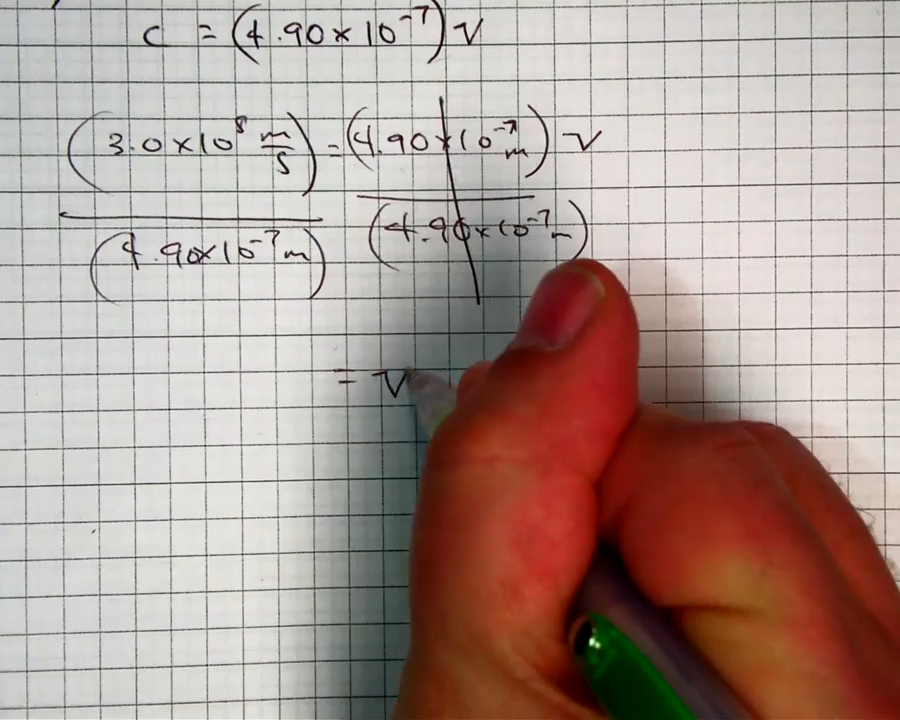 c = (4.90×10⁻⁷) ν
(3.0×10⁸ m/s) = (4.90×10⁻⁷ m) ν
(4.90×10⁻⁷ m) (4.90×10⁻⁷ m)
= ν